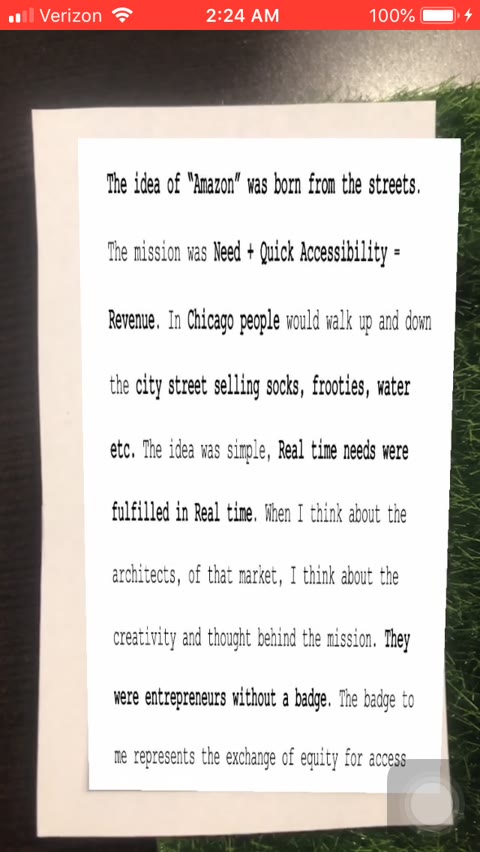 Verizon 2:24 AM 100%
The idea of “Amazon” was born from the streets.
The mission was Need + Quick Accessibility =
Revenue. In Chicago people would walk up and down
the city street selling socks, frooties, water
etc. The idea was simple, Real time needs were
fulfilled in Real time. When I think about the
architects, of that market, I think about the
creativity and thought behind the mission. They
were entrepreneurs without a badge. The badge to
me represents the exchange of equity for access